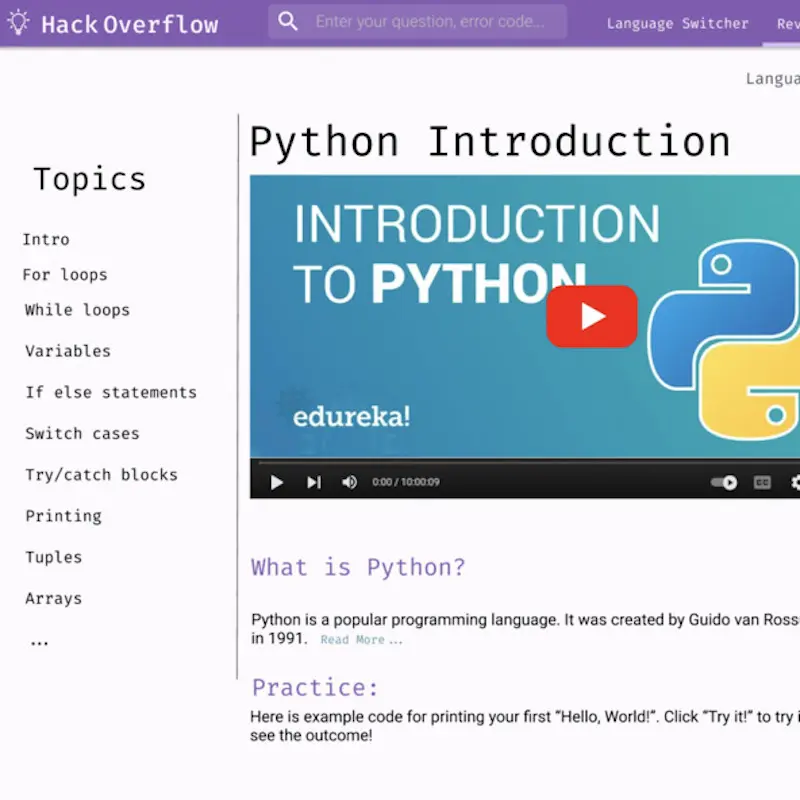 Hack Overflow
Enter your question, error code...
Language Switcher
Python Introduction
Topics
Intro
For loops
While loops
Variables
If else statements
Switch cases
Try/catch blocks
Printing
Tuples
Arrays
...
INTRODUCTION
TO PYTHON
edureka!
0:00 / 10:00:09
CC
What is Python?
Python is a popular programming language. It was created by Guido van
in 1991. Read More ...
Practice:
Here is example code for printing your first “Hello, World!”. Click “Try it!” to try
see the outcome!